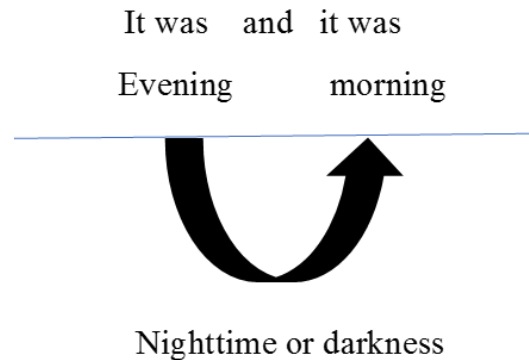 It was and it was
Evening morning
Nighttime or darkness